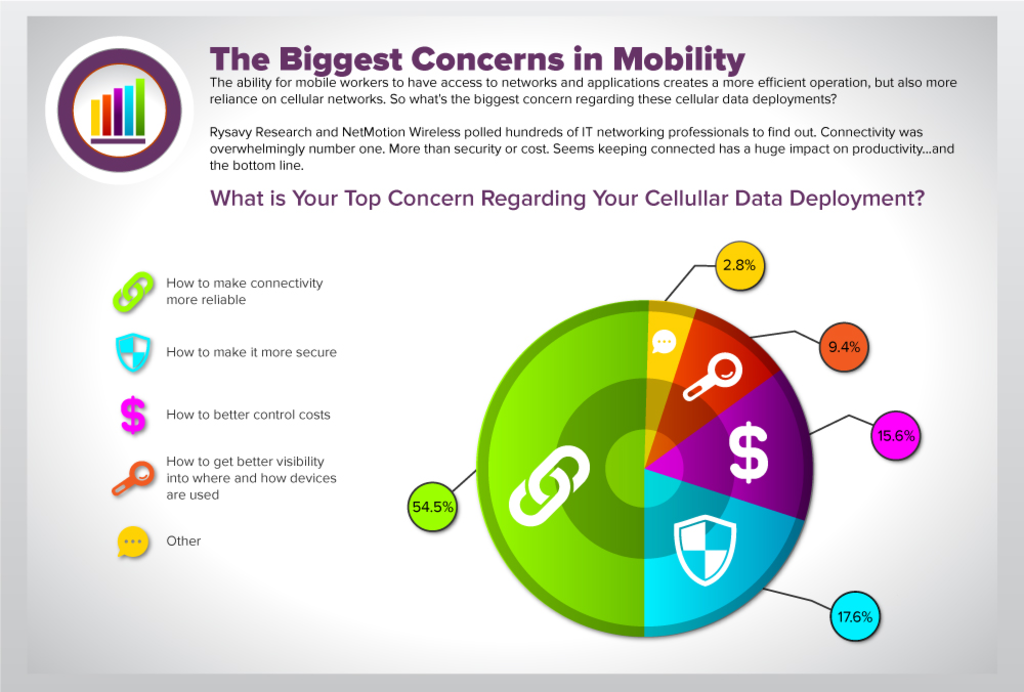 The Biggest Concerns in Mobility
The ability for mobile workers to have access to networks and applications creates a more efficient operation, but also more
reliance on cellular networks. So what's the biggest concern regarding these cellular data deployments?
Rysavy Research and NetMotion Wireless polled hundreds of IT networking professionals to find out. Connectivity was
overwhelmingly number one. More than security or cost. Seems keeping connected has a huge impact on productivity...and
the bottom line.
What is Your Top Concern Regarding Your Cellullar Data Deployment?
How to make connectivity
more reliable
How to make it more secure
$ How to better control costs
How to get better visibility
into where and how devices
are used
Other
2.8%
9.4%
15.6%
$
54.5%
17.6%